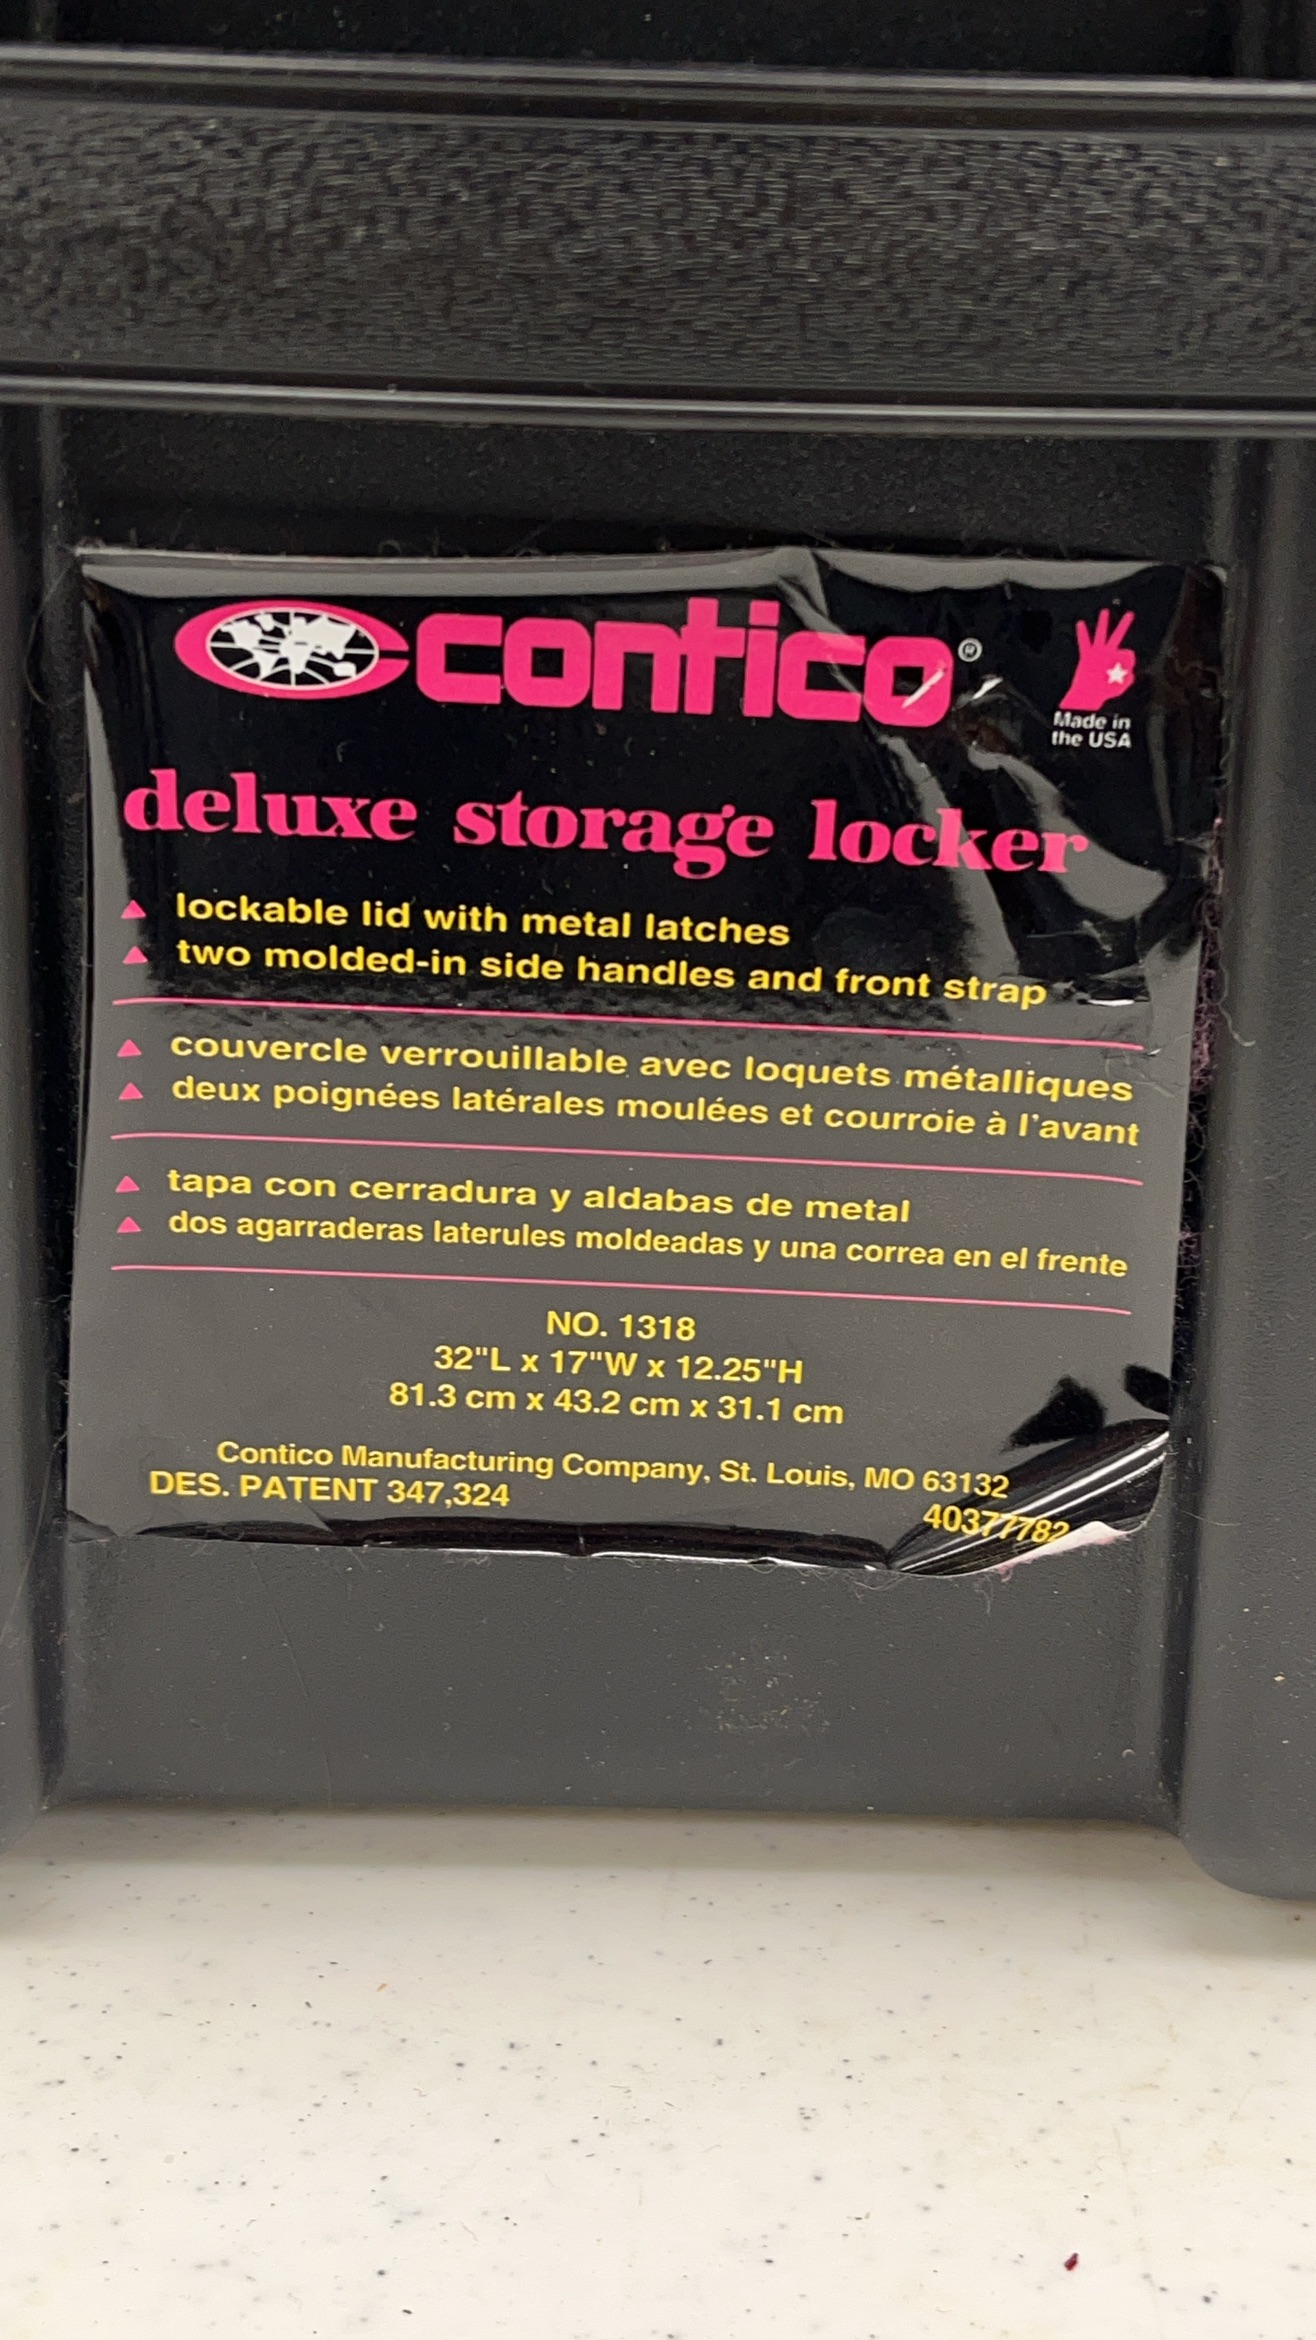 contico®
Made in
the USA
deluxe storage locker
▲ lockable lid with metal latches
▲ two molded-in side handles and front strap
▲ couvercle verrouillable avec loquets métalliques
▲ deux poignées latérales moulées et courroie à l'avant
▲ tapa con cerradura y aldabas de metal
▲ dos agarraderas laterules moldeadas y una correa en el frente
NO. 1318
32"L x 17"W x 12.25"H
81.3 cm x 43.2 cm x 31.1 cm
Contico Manufacturing Company, St. Louis, MO 63132
DES. PATENT 347,324
40377782